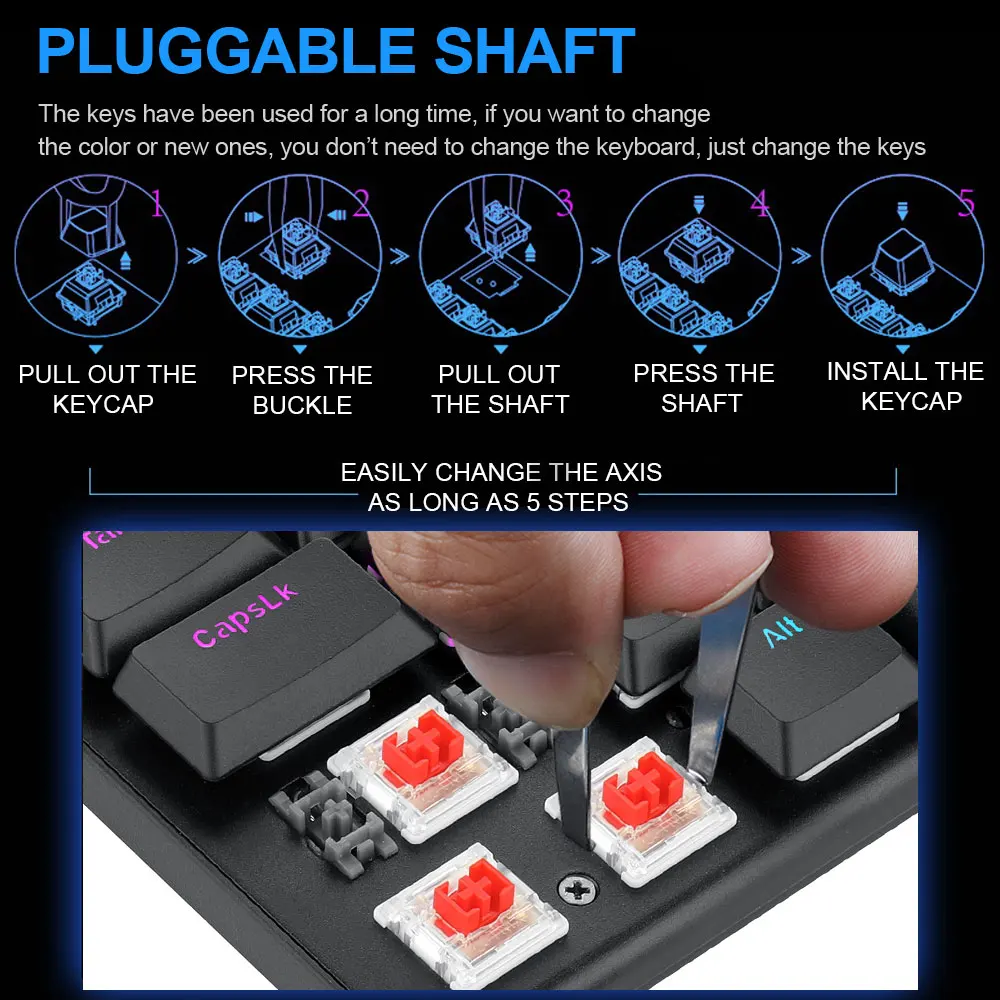 PLUGGABLE SHAFT
The keys have been used for a long time, if you want to change
the color or new ones, you don’t need to change the keyboard, just change the keys
1 2 3 4 5
PULL OUT THE
KEYCAP
PRESS THE
BUCKLE
PULL OUT
THE SHAFT
PRESS THE
SHAFT
INSTALL THE
KEYCAP
EASILY CHANGE THE AXIS
AS LONG AS 5 STEPS
CapsLk
Alt